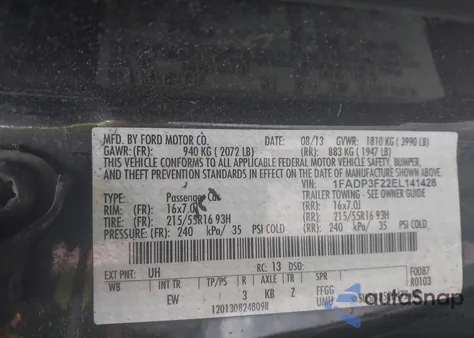 MFD. BY FORD MOTOR CO. DATE: 08/13 GVWR: 1810 KG ( 3990 LB)
GAWR: (FR): 940 KG ( 2072 LB) (RR): 883 KG ( 1947 LB)
THIS VEHICLE CONFORMS TO ALL APPLICABLE FEDERAL MOTOR VEHICLE SAFETY, BUMPER,
AND THEFT PREVENTION STANDARDS IN EFFECT ON THE DATE OF MANUFACTURE SHOWN ABOVE.
VIN: 1FADP3F22EL141428
TYPE: Passenger Car TRAILER TOWING - SEE OWNER GUIDE
RIM: 16x7.0J (RR): 16x7.0J
TIRE: 215/55R16 93H (RR): 215/55R16 93H
PRESSURE: (FR): 240 kPa/ 35 PSI COLD (RR): 240 kPa/ 35 PSI COLD
EXT PNT: UH RC: 13 DSO: F0087
WB INT TR TP/PS R AXLE TR SPR R0103
EW 3 KB Z FFGG
1201308248098 UMH
autoSnap